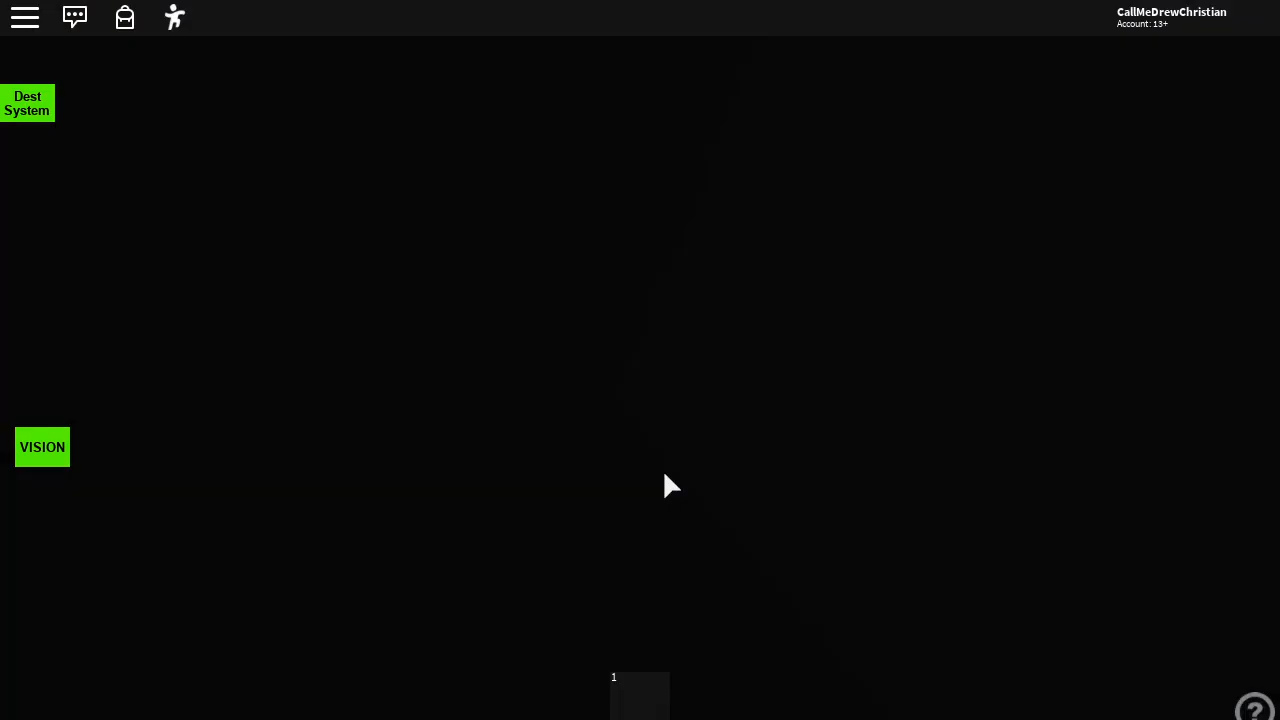 CallMeDrewChristian
Account: 13+
Dest
System
VISION
1
?